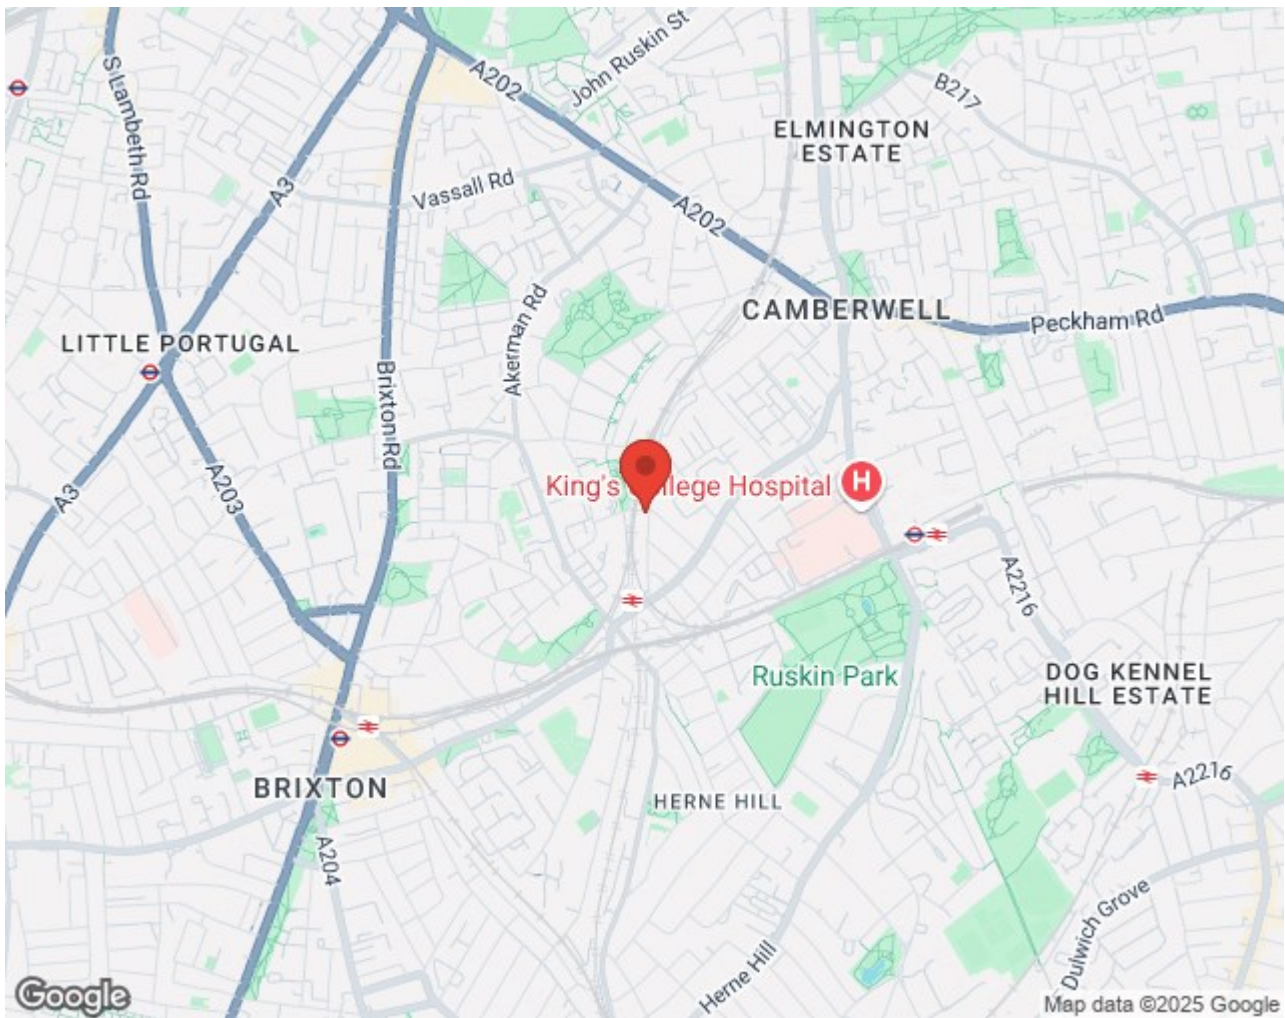 S Lambeth Rd
A202
John Ruskin St
B217
ELMINGTON
ESTATE
A3
Vassall Rd
A202
CAMBERWELL
Peckham Rd
LITTLE PORTUGAL
Akerman Rd
Brixton Rd
A3
A203
King's College Hospital
H
A2216
Ruskin Park
DOG KENNEL
HILL ESTATE
A2216
BRIXTON
HERNE HILL
A204
Dulwich Grove
Herne Hill
Google
Map data ©2025 Google